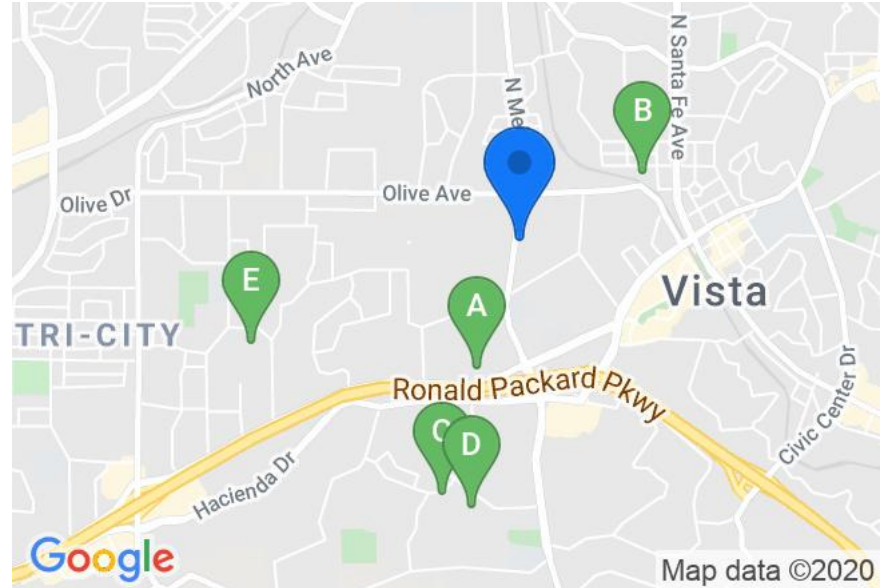 North Ave
N Me
N Santa Fe Ave
B
Olive Dr
Olive Ave
E
A
Vista
TRI-CITY
Ronald Packard Pkwy
C
D
Hacienda Dr
Civic Center Dr
Google
Map data ©2020